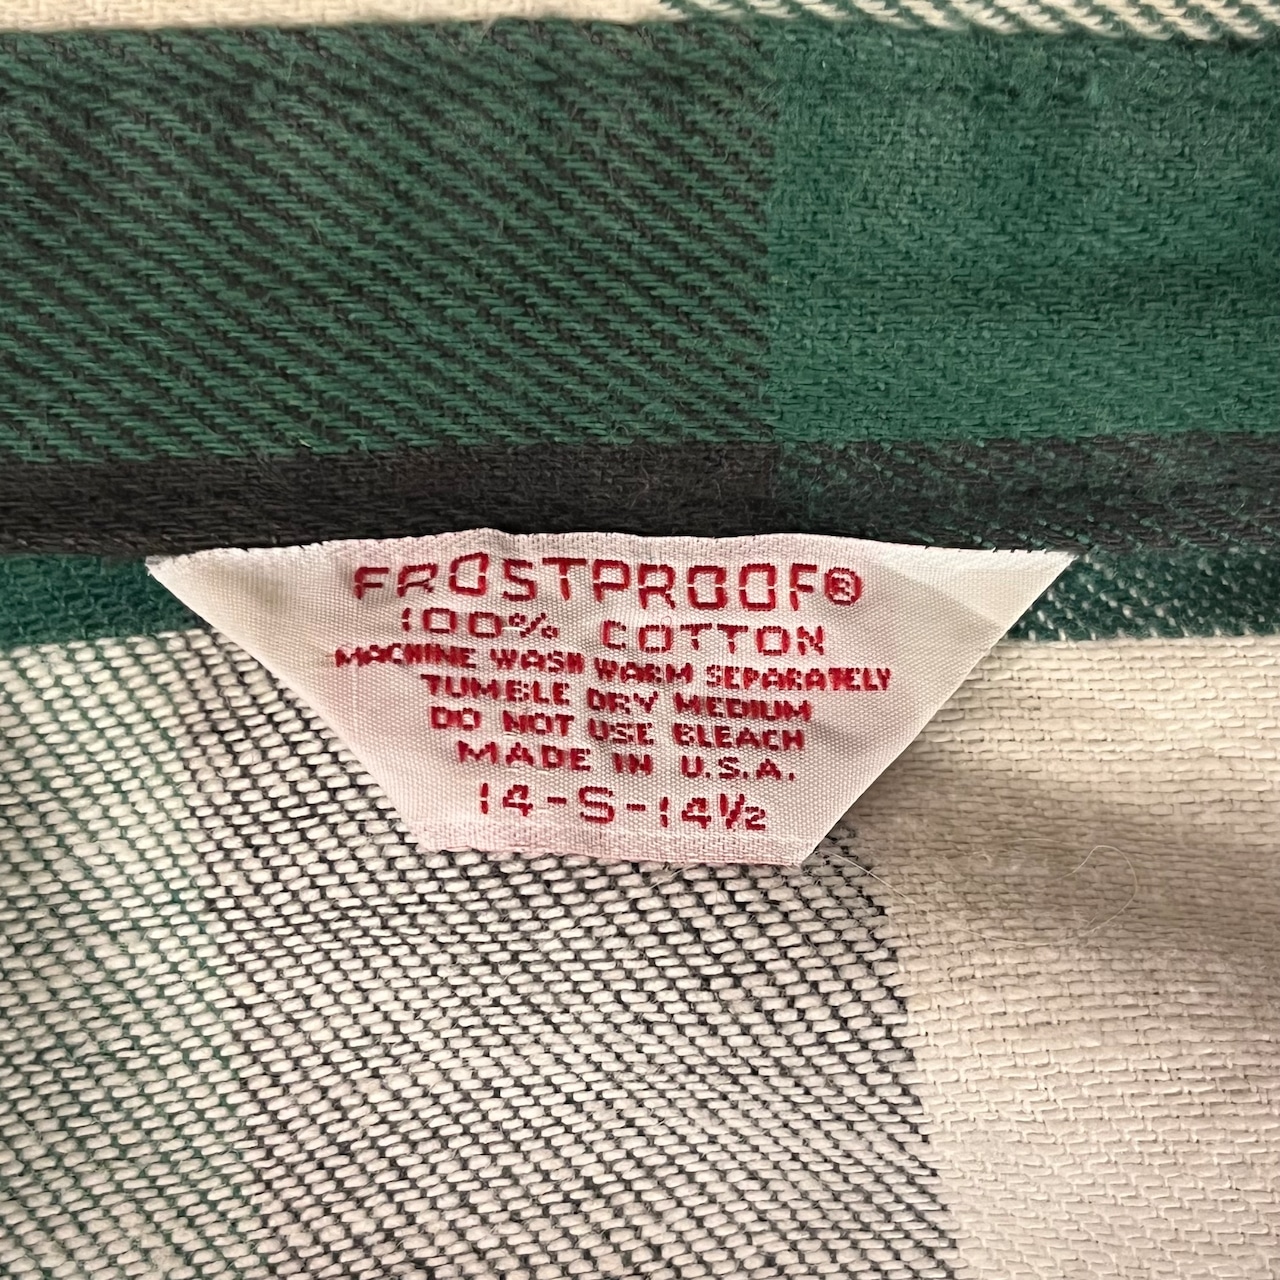 FROSTPROOF®
100% COTTON
MACHINE WASH WARM SEPARATELY
TUMBLE DRY MEDIUM
DO NOT USE BLEACH
MADE IN U.S.A.
14-S-14½